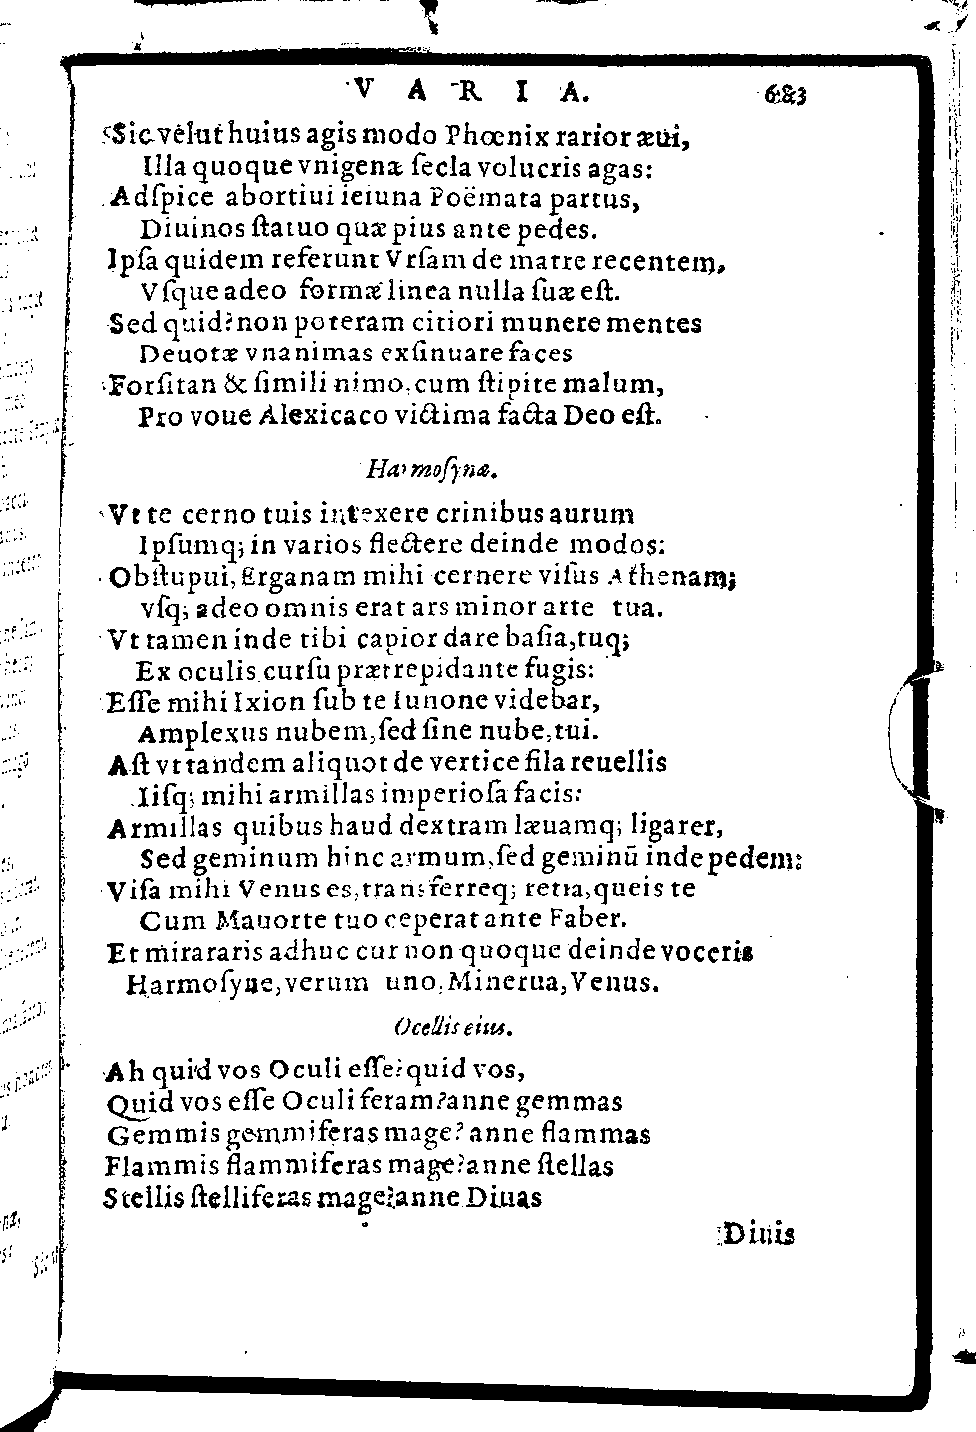 VARIA. 683
Sic velut huius agis modo Phœnix rarior æui,
Illa quoque vnigenæ ſecla volucris agas:
Adſpice abortiui ieiuna Poëmata partus,
Diuinos ſtatuo quæ pius ante pedes.
Ipſa quidem referunt Vrſam de matre recentem,
Vſque adeo formæ linea nulla ſuæ eſt.
Sed quid? non poteram citiori munere mentes
Deuotæ vnanimas exſinuare faces
Forſitan & ſimili nimo, cum ſtipite malum,
Pro voue Alexicaco victima facta Deo eſt.
Harmoſynæ.
Vt te cerno tuis intexere crinibus aurum
Ipſumq; in varios flectere deinde modos:
Obſtupui, Erganam mihi cernere viſus Athenam;
vſq; adeo omnis erat ars minor arte tua.
Vt tamen inde tibi capior dare baſia, tuq;
Ex oculis curſu prætrepidante fugis:
Eſſe mihi Ixion ſub te Iunone videbar,
Amplexus nubem, ſed ſine nube, tui.
Aſt vt tandem aliquot de vertice fila reuellis
Iiſq; mihi armillas imperioſa facis:
Armillas quibus haud dextram læuamq; ligarer,
Sed geminum hinc armum, ſed geminū inde pedem:
Viſa mihi Venus es, transferreq; retia, queis te
Cum Mauorte tuo ceperat ante Faber.
Et mirararis adhuc cur non quoque deinde voceris
Harmoſyne, verum uno, Minerua, Venus.
Ocellis eius.
Ah quid vos Oculi eſſe? quid vos,
Quid vos eſſe Oculi feram? anne gemmas
Gemmis gemmiferas mage? anne flammas
Flammis flammiferas mage? anne ſtellas
Stellis ſtelliferas mage? anne Diuas
Diuis